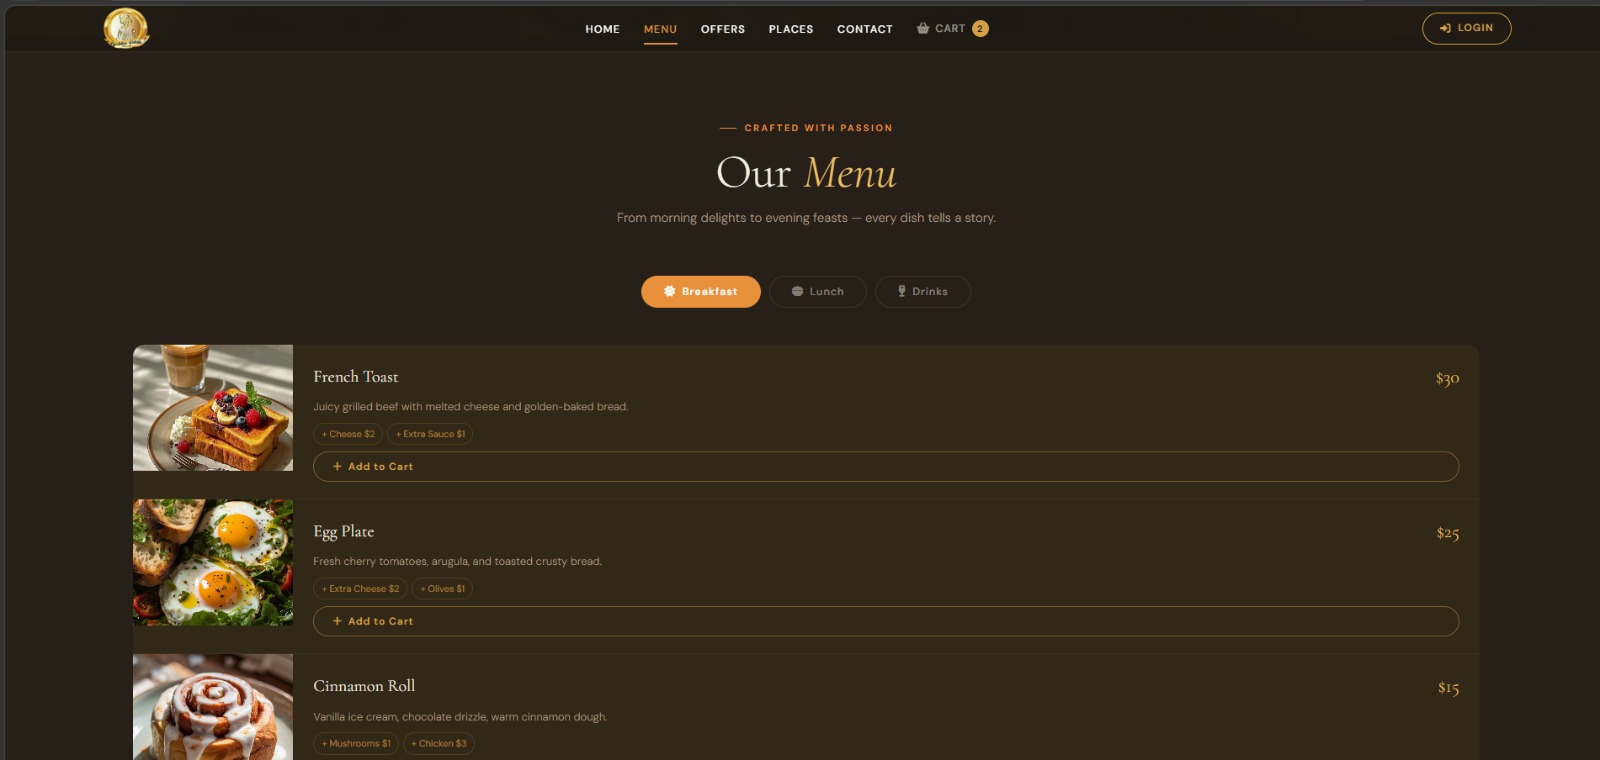 HOME MENU OFFERS PLACES CONTACT CART 2 LOGIN
CRAFTED WITH PASSION
Our Menu
From morning delights to evening feasts — every dish tells a story.
Breakfast Lunch Drinks
French Toast $30
Juicy grilled beef with melted cheese and golden-baked bread.
+ Cheese $2 + Extra Sauce $1
+ Add to Cart
Egg Plate $25
Fresh cherry tomatoes, arugula, and toasted crusty bread.
+ Extra Cheese $2 + Olives $1
+ Add to Cart
Cinnamon Roll $15
Vanilla ice cream, chocolate drizzle, warm cinnamon dough.
+ Mushrooms $1 + Chicken $3